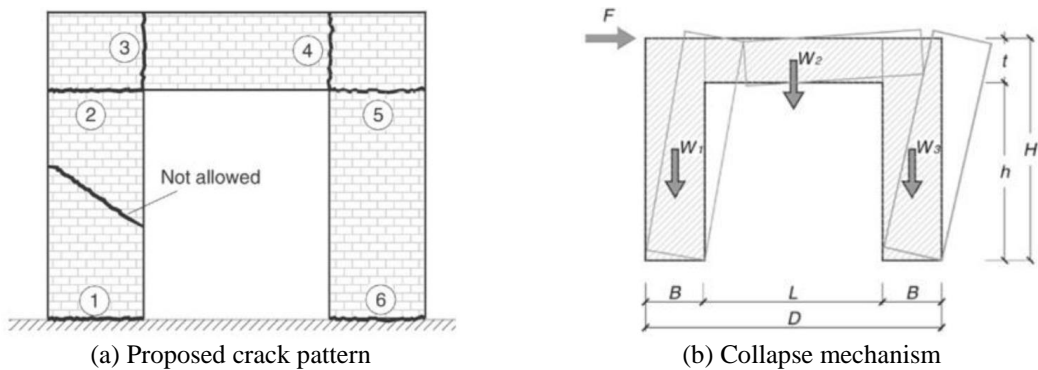 3
4
2
5
Not allowed
1
6
(a) Proposed crack pattern
F
W2
t
W1
W3
h
H
B
L
B
D
(b) Collapse mechanism